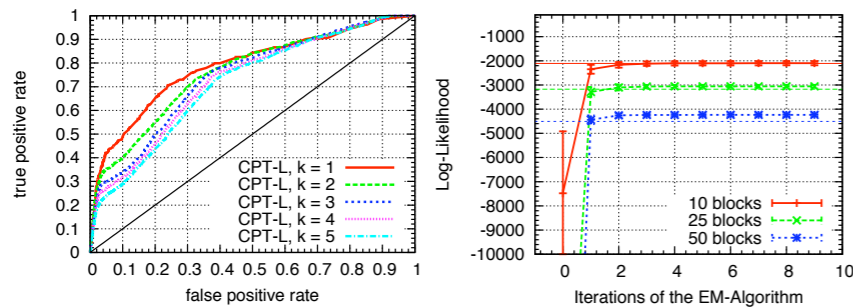 1
0.9
0.8
0.7
0.6
0.5
0.4
0.3
0.2
0.1
0
true positive rate
CPT-L, k = 1
CPT-L, k = 2
CPT-L, k = 3
CPT-L, k = 4
CPT-L, k = 5
0 0.1 0.2 0.3 0.4 0.5 0.6 0.7 0.8 0.9 1
false positive rate
-1000
-2000
-3000
-4000
-5000
-6000
-7000
-8000
-9000
-10000
Log-Likelihood
10 blocks
25 blocks
50 blocks
0 2 4 6 8 10
Iterations of the EM-Algorithm